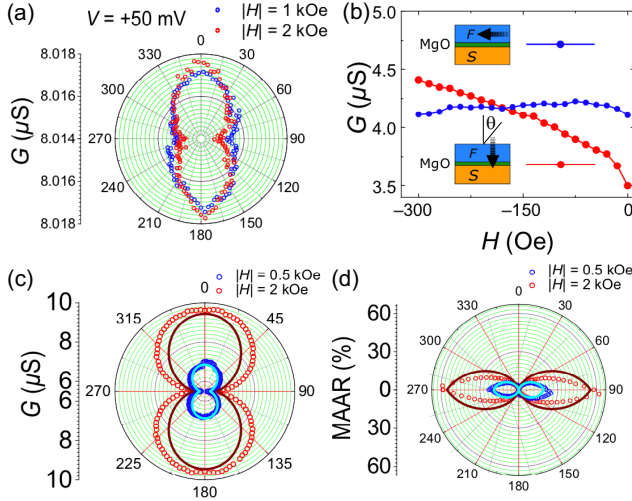 (a)
V = +50 mV
|H| = 1 kOe
|H| = 2 kOe
G (μS)
8.018
8.016
8.014
8.016
8.018
0
30
60
90
120
150
180
210
240
270
300
330
(b)
G (μS)
4.5
4.0
3.5
MgO
F
S
θ
MgO
F
S
-300
-150
0
H (Oe)
(c)
|H| = 0.5 kOe
|H| = 2 kOe
G (μS)
10
8
6
6
8
10
0
45
90
135
180
225
270
315
(d)
|H| = 0.5 kOe
|H| = 2 kOe
MAAR (%)
60
30
0
30
60
0
30
60
90
120
150
180
210
240
270
300
330